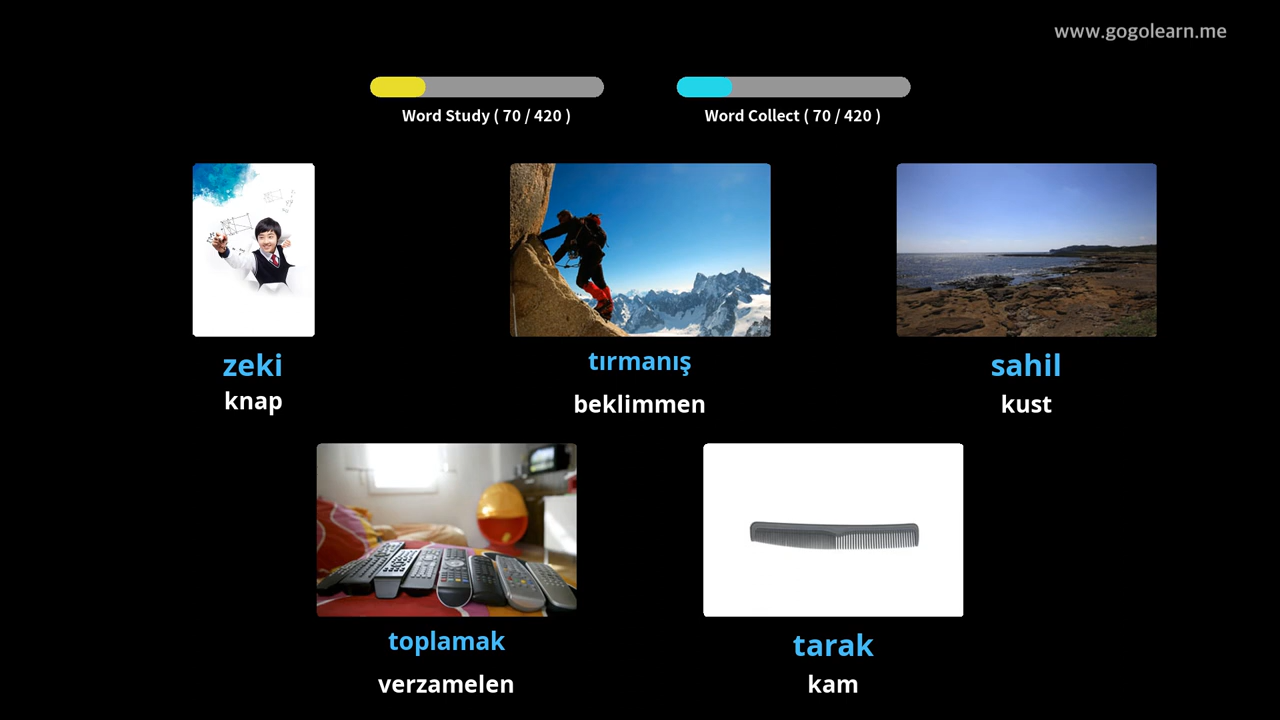 www.gogolearn.me
Word Study ( 70 / 420 )
Word Collect ( 70 / 420 )
zeki
knap
tırmanış
beklimmen
sahil
kust
toplamak
verzamelen
tarak
kam